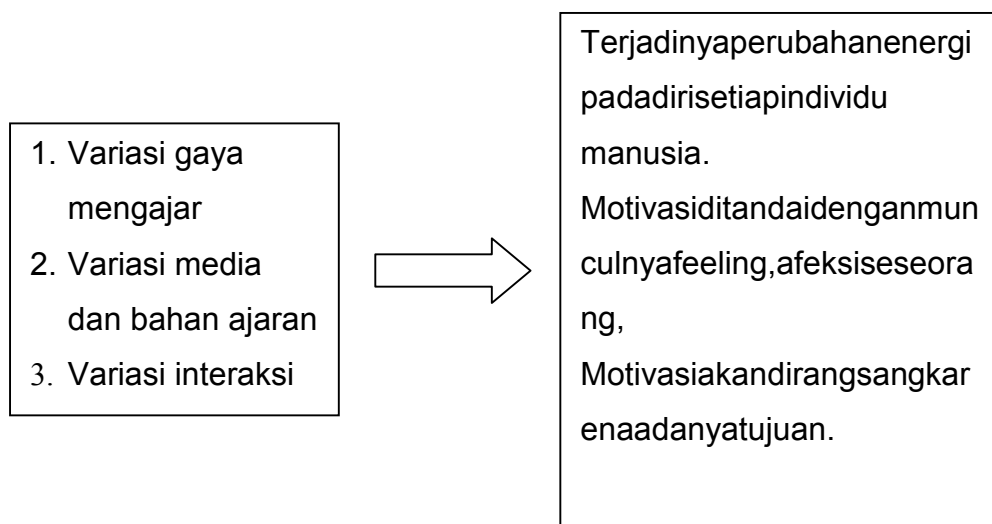 1. Variasi gaya
mengajar
2. Variasi media
dan bahan ajaran
3. Variasi interaksi
Terjadinyaperubahanenergi
padadirisetiapindividu
manusia.
Motivasiditandaidenganmun
culnyafeeling,afeksiseseora
ng,
Motivasiakandirangsangkar
enaadanyatujuan.